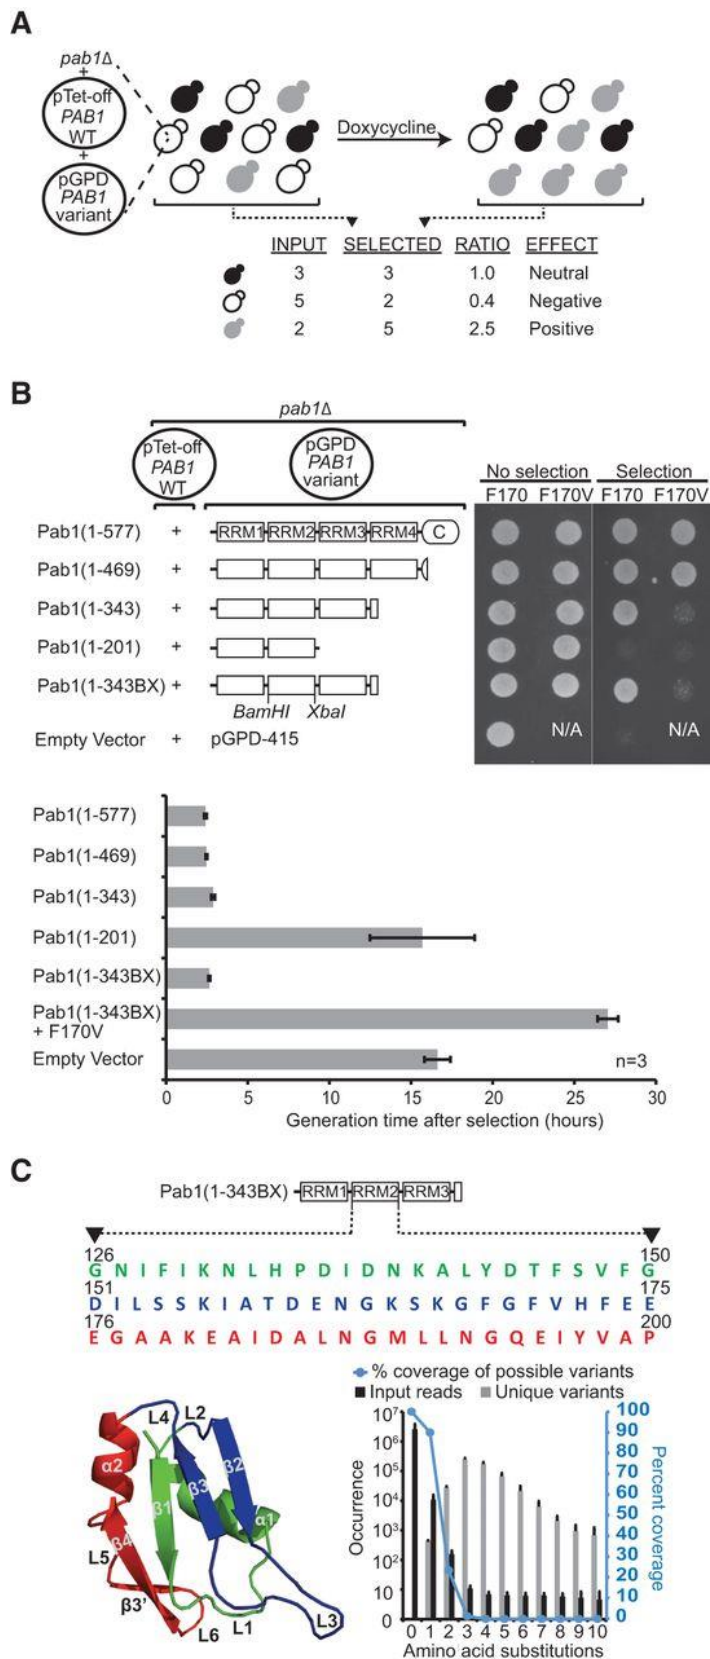 A
pab1Δ
+
pTet-off
PAB1
WT
+
pGPD
PAB1
variant
Doxycycline
INPUT SELECTED RATIO EFFECT
3 3 1.0 Neutral
5 2 0.4 Negative
2 5 2.5 Positive
B
pab1Δ
pTet-off
PAB1
WT
pGPD
PAB1
variant
No selection Selection
F170 F170V F170 F170V
Pab1(1-577) + RRM1 RRM2 RRM3 RRM4 C
Pab1(1-469) +
Pab1(1-343) +
Pab1(1-201) +
Pab1(1-343BX) +
BamHI XbaI
Empty Vector + pGPD-415 N/A N/A
Pab1(1-577)
Pab1(1-469)
Pab1(1-343)
Pab1(1-201)
Pab1(1-343BX)
Pab1(1-343BX)
+ F170V
Empty Vector
n=3
0 5 10 15 20 25 30
Generation time after selection (hours)
C
Pab1(1-343BX) RRM1 RRM2 RRM3
126 150
G N I F I K N L H P D I D N K A L Y D T F S V F G
151 175
D I L S S K I A T D E N G K S K G F G F V H F E E
176 200
E G A A K E A I D A L N G M L L N G Q E I Y V A P
L4 L2
α2 β1 β3 β2 α1
β4
L5
β3' L6 L1 L3
% coverage of possible variants
Input reads Unique variants
Occurrence
10⁷
10⁶
10⁵
10⁴
10³
10²
10
0
100
90
80
70
60
50
40
30
20
10
0
Percent coverage
0 1 2 3 4 5 6 7 8 9 10
Amino acid substitutions